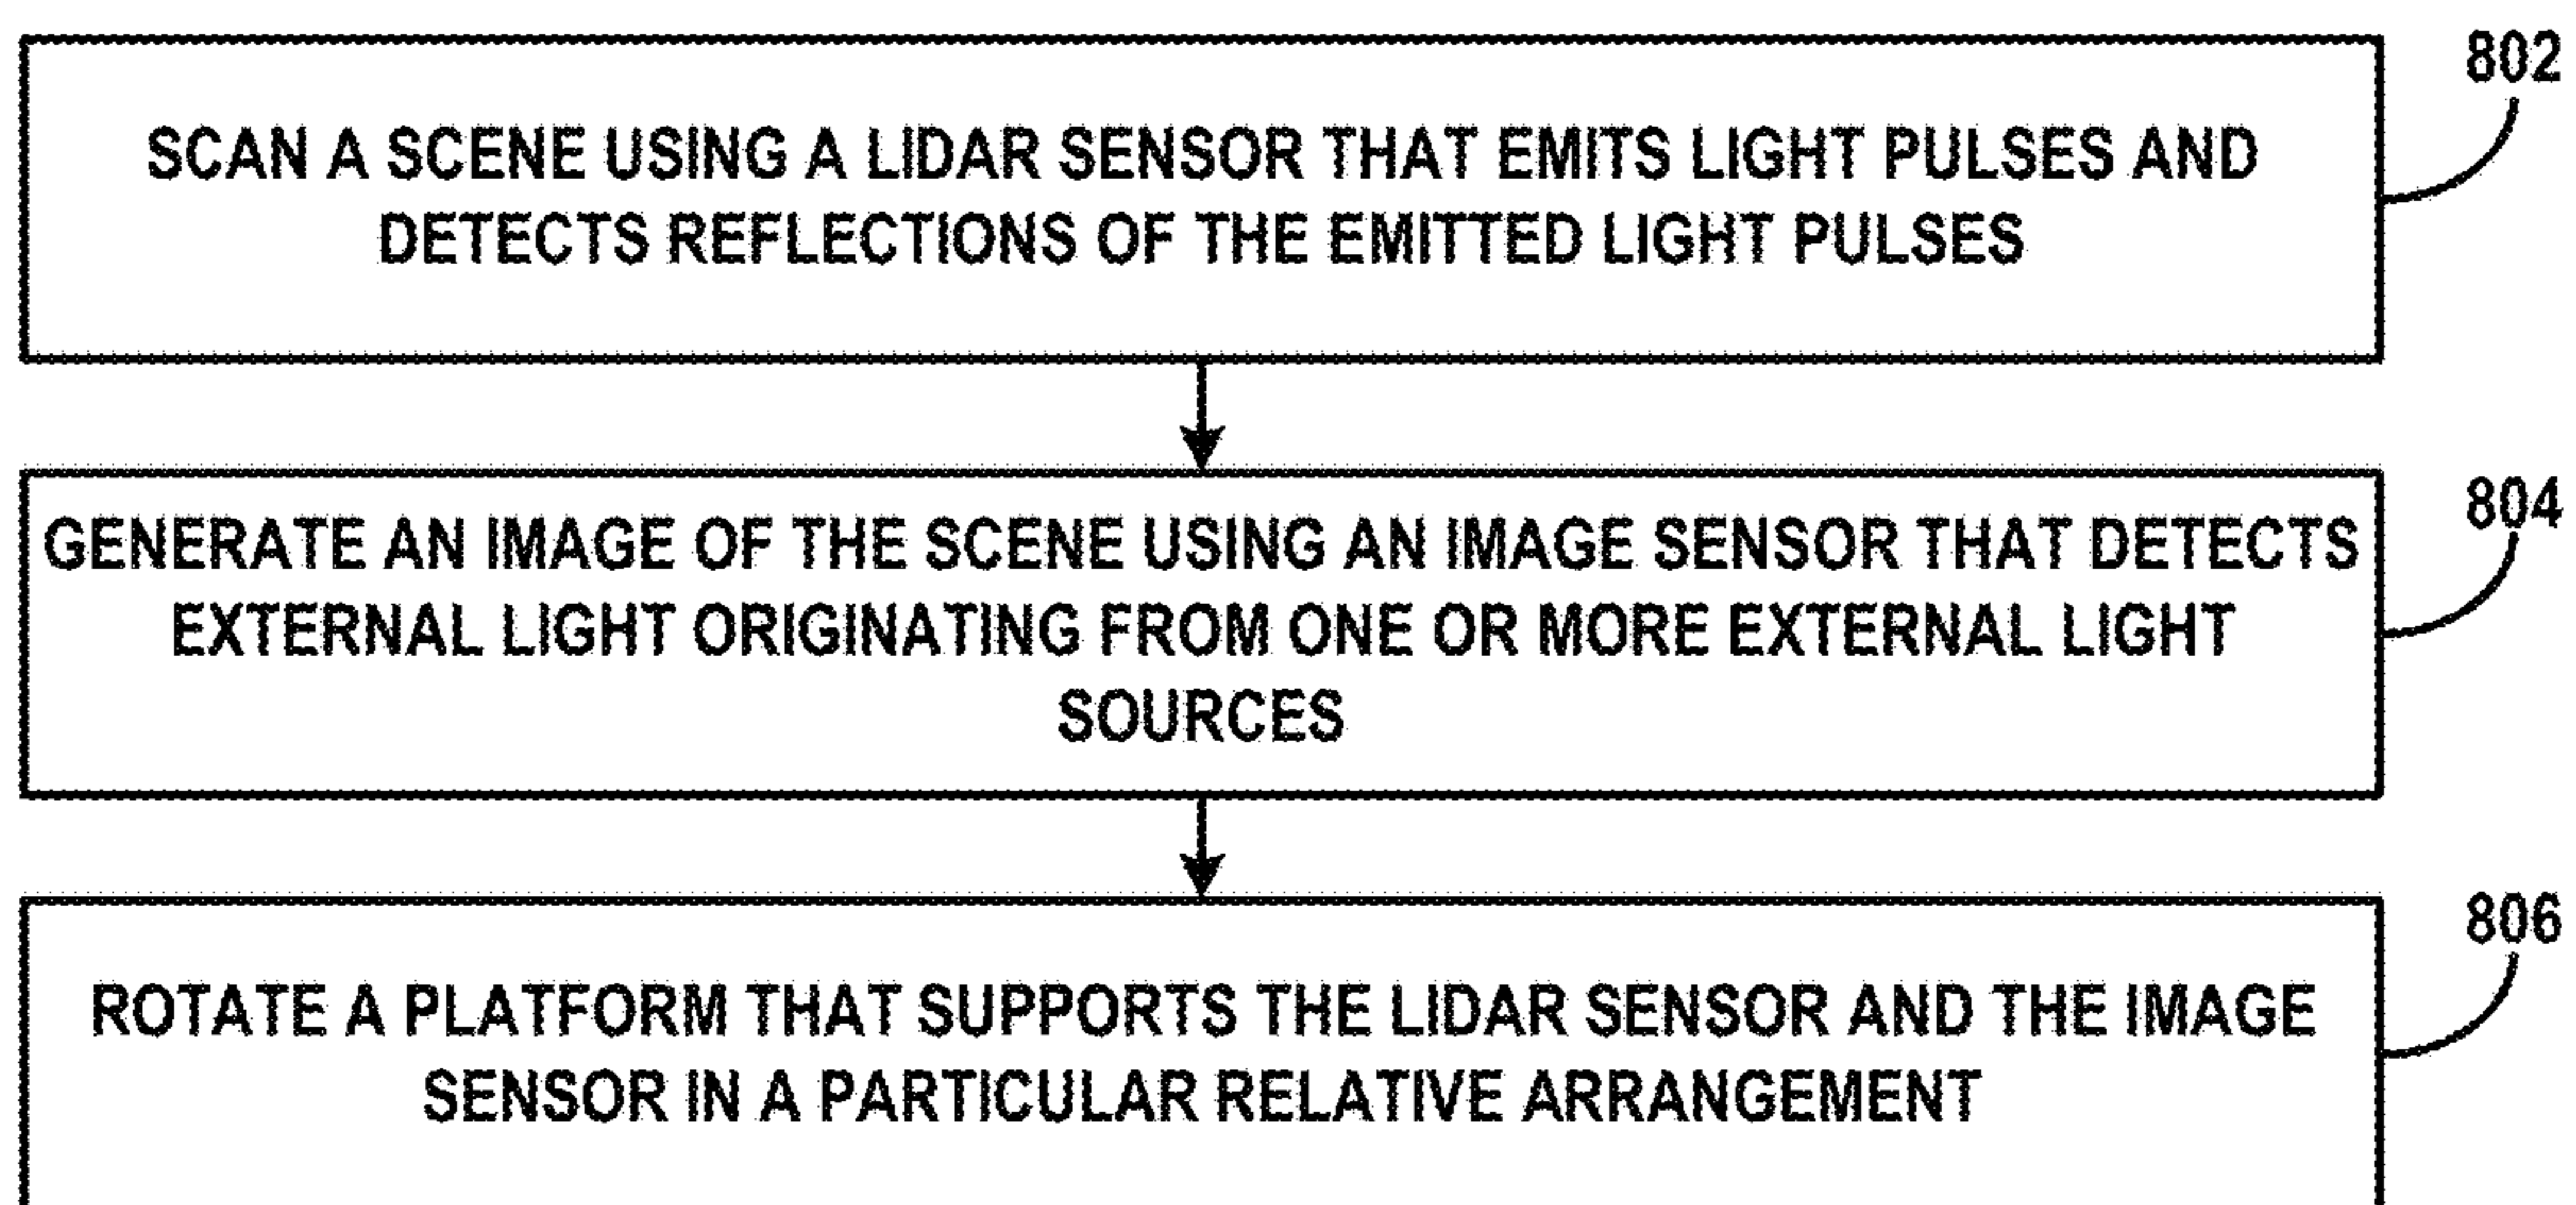 802
SCAN A SCENE USING A LIDAR SENSOR THAT EMITS LIGHT PULSES AND
DETECTS REFLECTIONS OF THE EMITTED LIGHT PULSES
804
GENERATE AN IMAGE OF THE SCENE USING AN IMAGE SENSOR THAT DETECTS
EXTERNAL LIGHT ORIGINATING FROM ONE OR MORE EXTERNAL LIGHT
SOURCES
806
ROTATE A PLATFORM THAT SUPPORTS THE LIDAR SENSOR AND THE IMAGE
SENSOR IN A PARTICULAR RELATIVE ARRANGEMENT